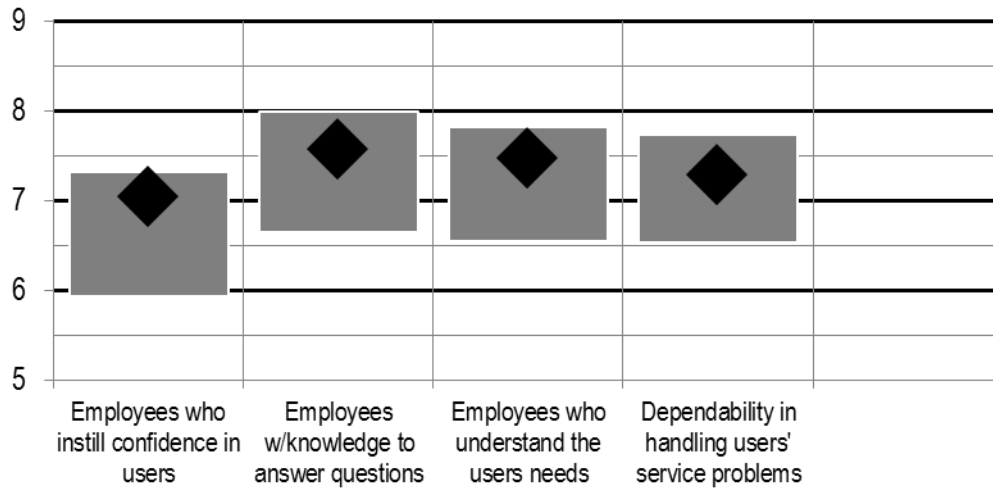 9
8
7
6
5
Employees who
instill confidence in
users
Employees
w/knowledge to
answer questions
Employees who
understand the
users needs
Dependability in
handling users'
service problems